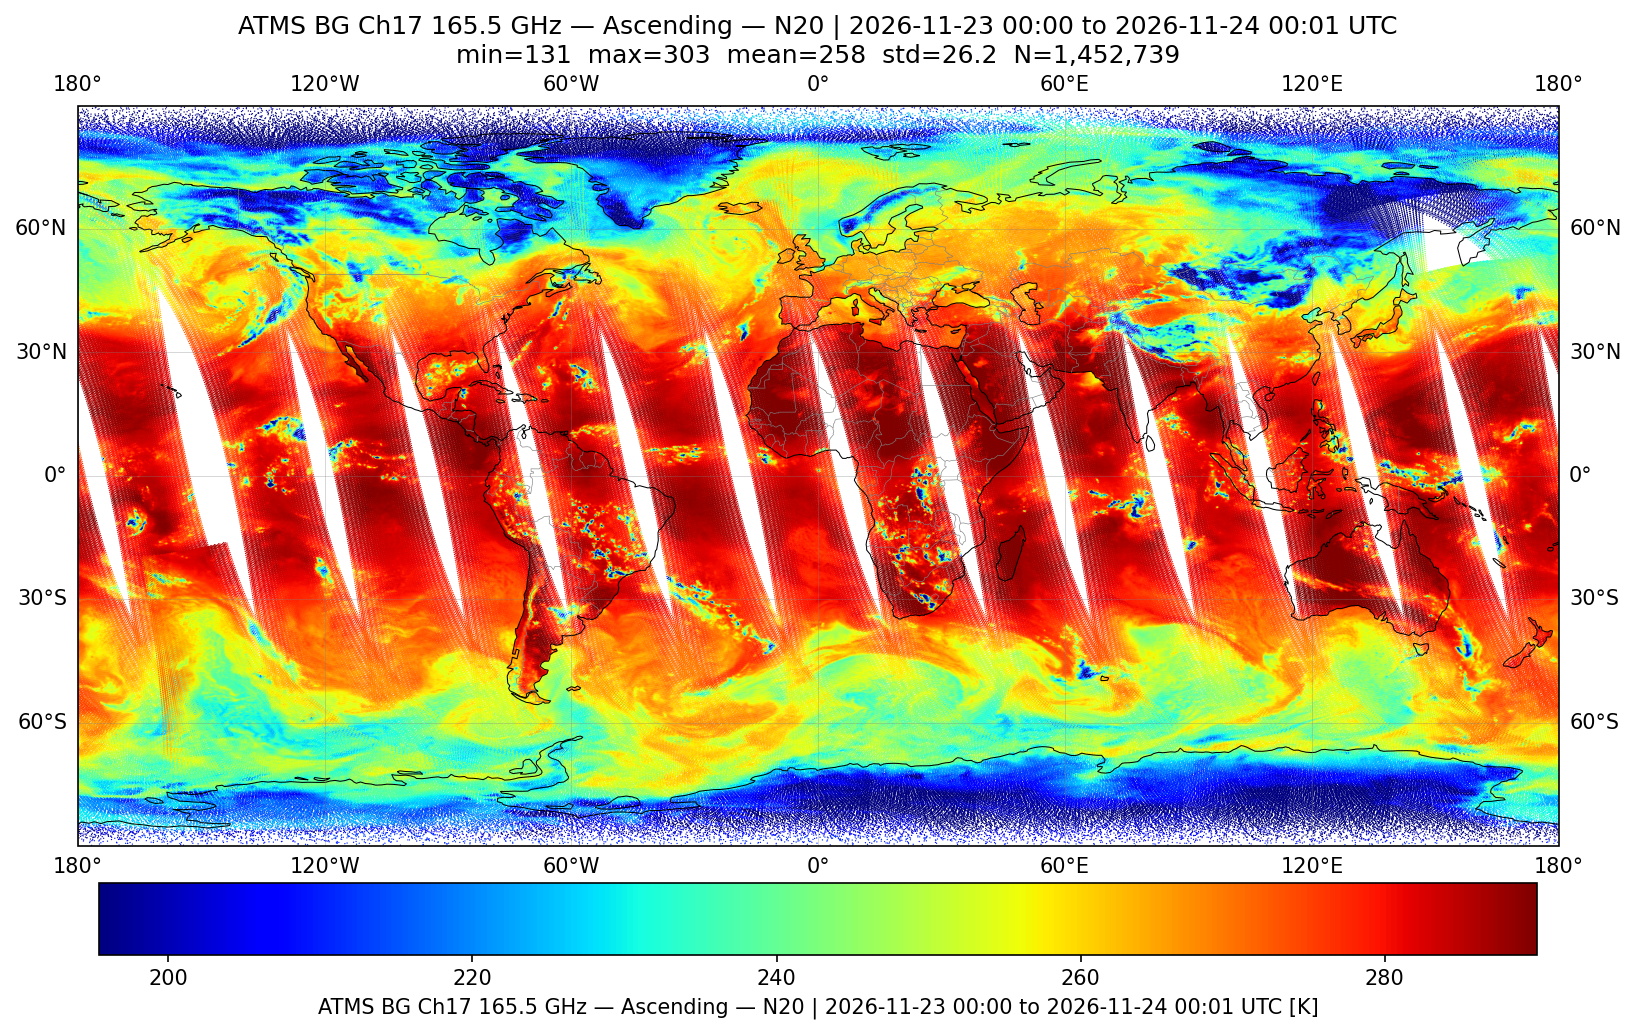 ATMS BG Ch17 165.5 GHz — Ascending — N20 | 2026-11-23 00:00 to 2026-11-24 00:01 UTC
min=131  max=303  mean=258  std=26.2  N=1,452,739
180° 120°W 60°W 0° 60°E 120°E 180°
60°N 60°N
30°N 30°N
0° 0°
30°S 30°S
60°S 60°S
180° 120°W 60°W 0° 60°E 120°E 180°
200 220 240 260 280
ATMS BG Ch17 165.5 GHz — Ascending — N20 | 2026-11-23 00:00 to 2026-11-24 00:01 UTC [K]